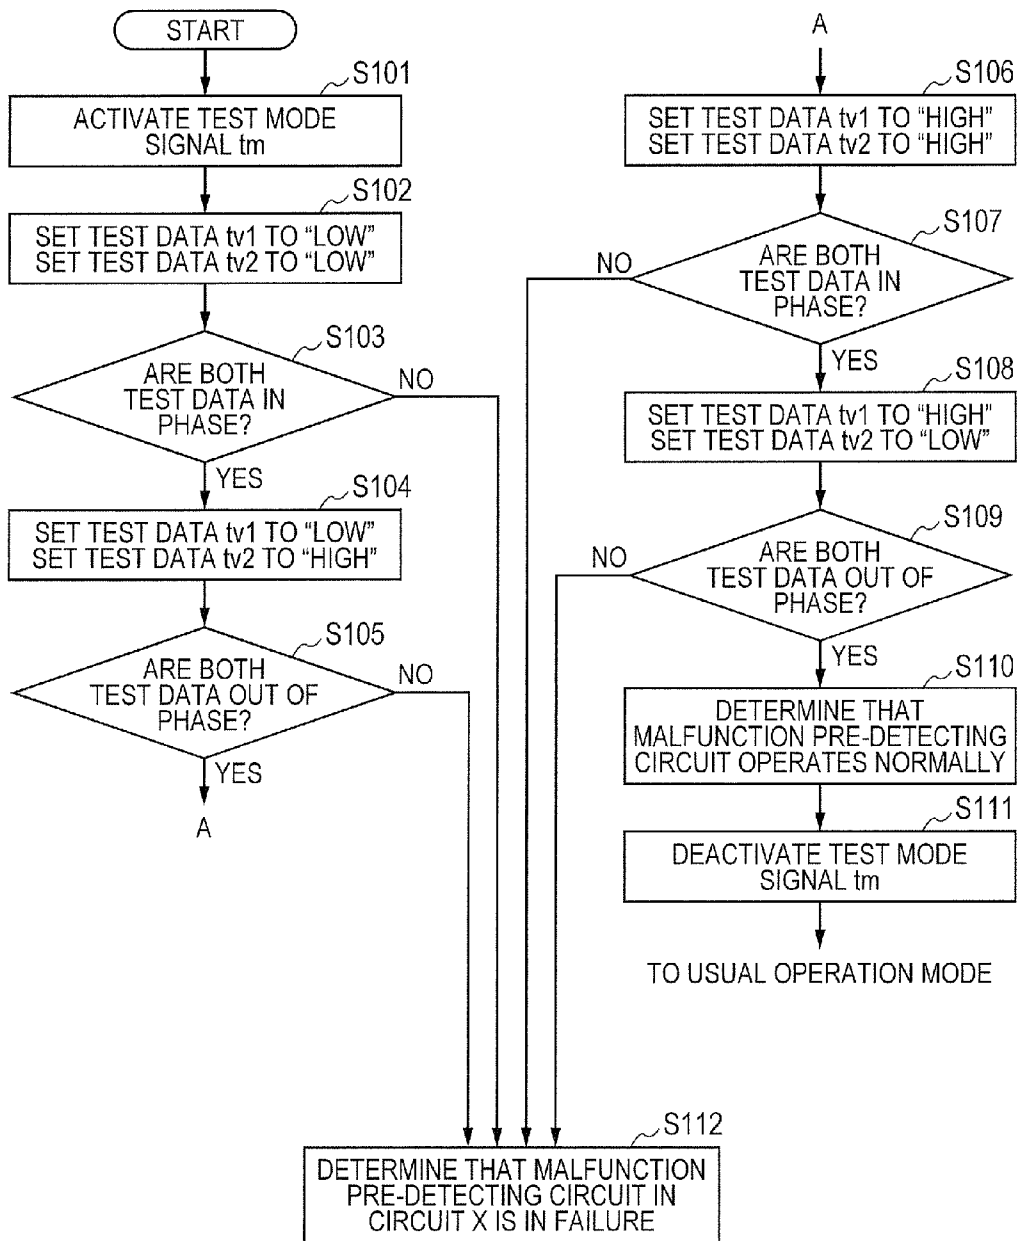 START
S101
ACTIVATE TEST MODE
SIGNAL tm
S102
SET TEST DATA tv1 TO “LOW”
SET TEST DATA tv2 TO “LOW”
S103
ARE BOTH
TEST DATA IN
PHASE?
NO
YES
S104
SET TEST DATA tv1 TO “LOW”
SET TEST DATA tv2 TO “HIGH”
S105
ARE BOTH
TEST DATA OUT OF
PHASE?
NO
YES
A
A
S106
SET TEST DATA tv1 TO “HIGH”
SET TEST DATA tv2 TO “HIGH”
S107
ARE BOTH
TEST DATA IN
PHASE?
NO
YES
S108
SET TEST DATA tv1 TO “HIGH”
SET TEST DATA tv2 TO “LOW”
S109
ARE BOTH
TEST DATA OUT OF
PHASE?
NO
YES
S110
DETERMINE THAT
MALFUNCTION PRE-DETECTING
CIRCUIT OPERATES NORMALLY
S111
DEACTIVATE TEST MODE
SIGNAL tm
TO USUAL OPERATION MODE
S112
DETERMINE THAT MALFUNCTION
PRE-DETECTING CIRCUIT IN
CIRCUIT X IS IN FAILURE